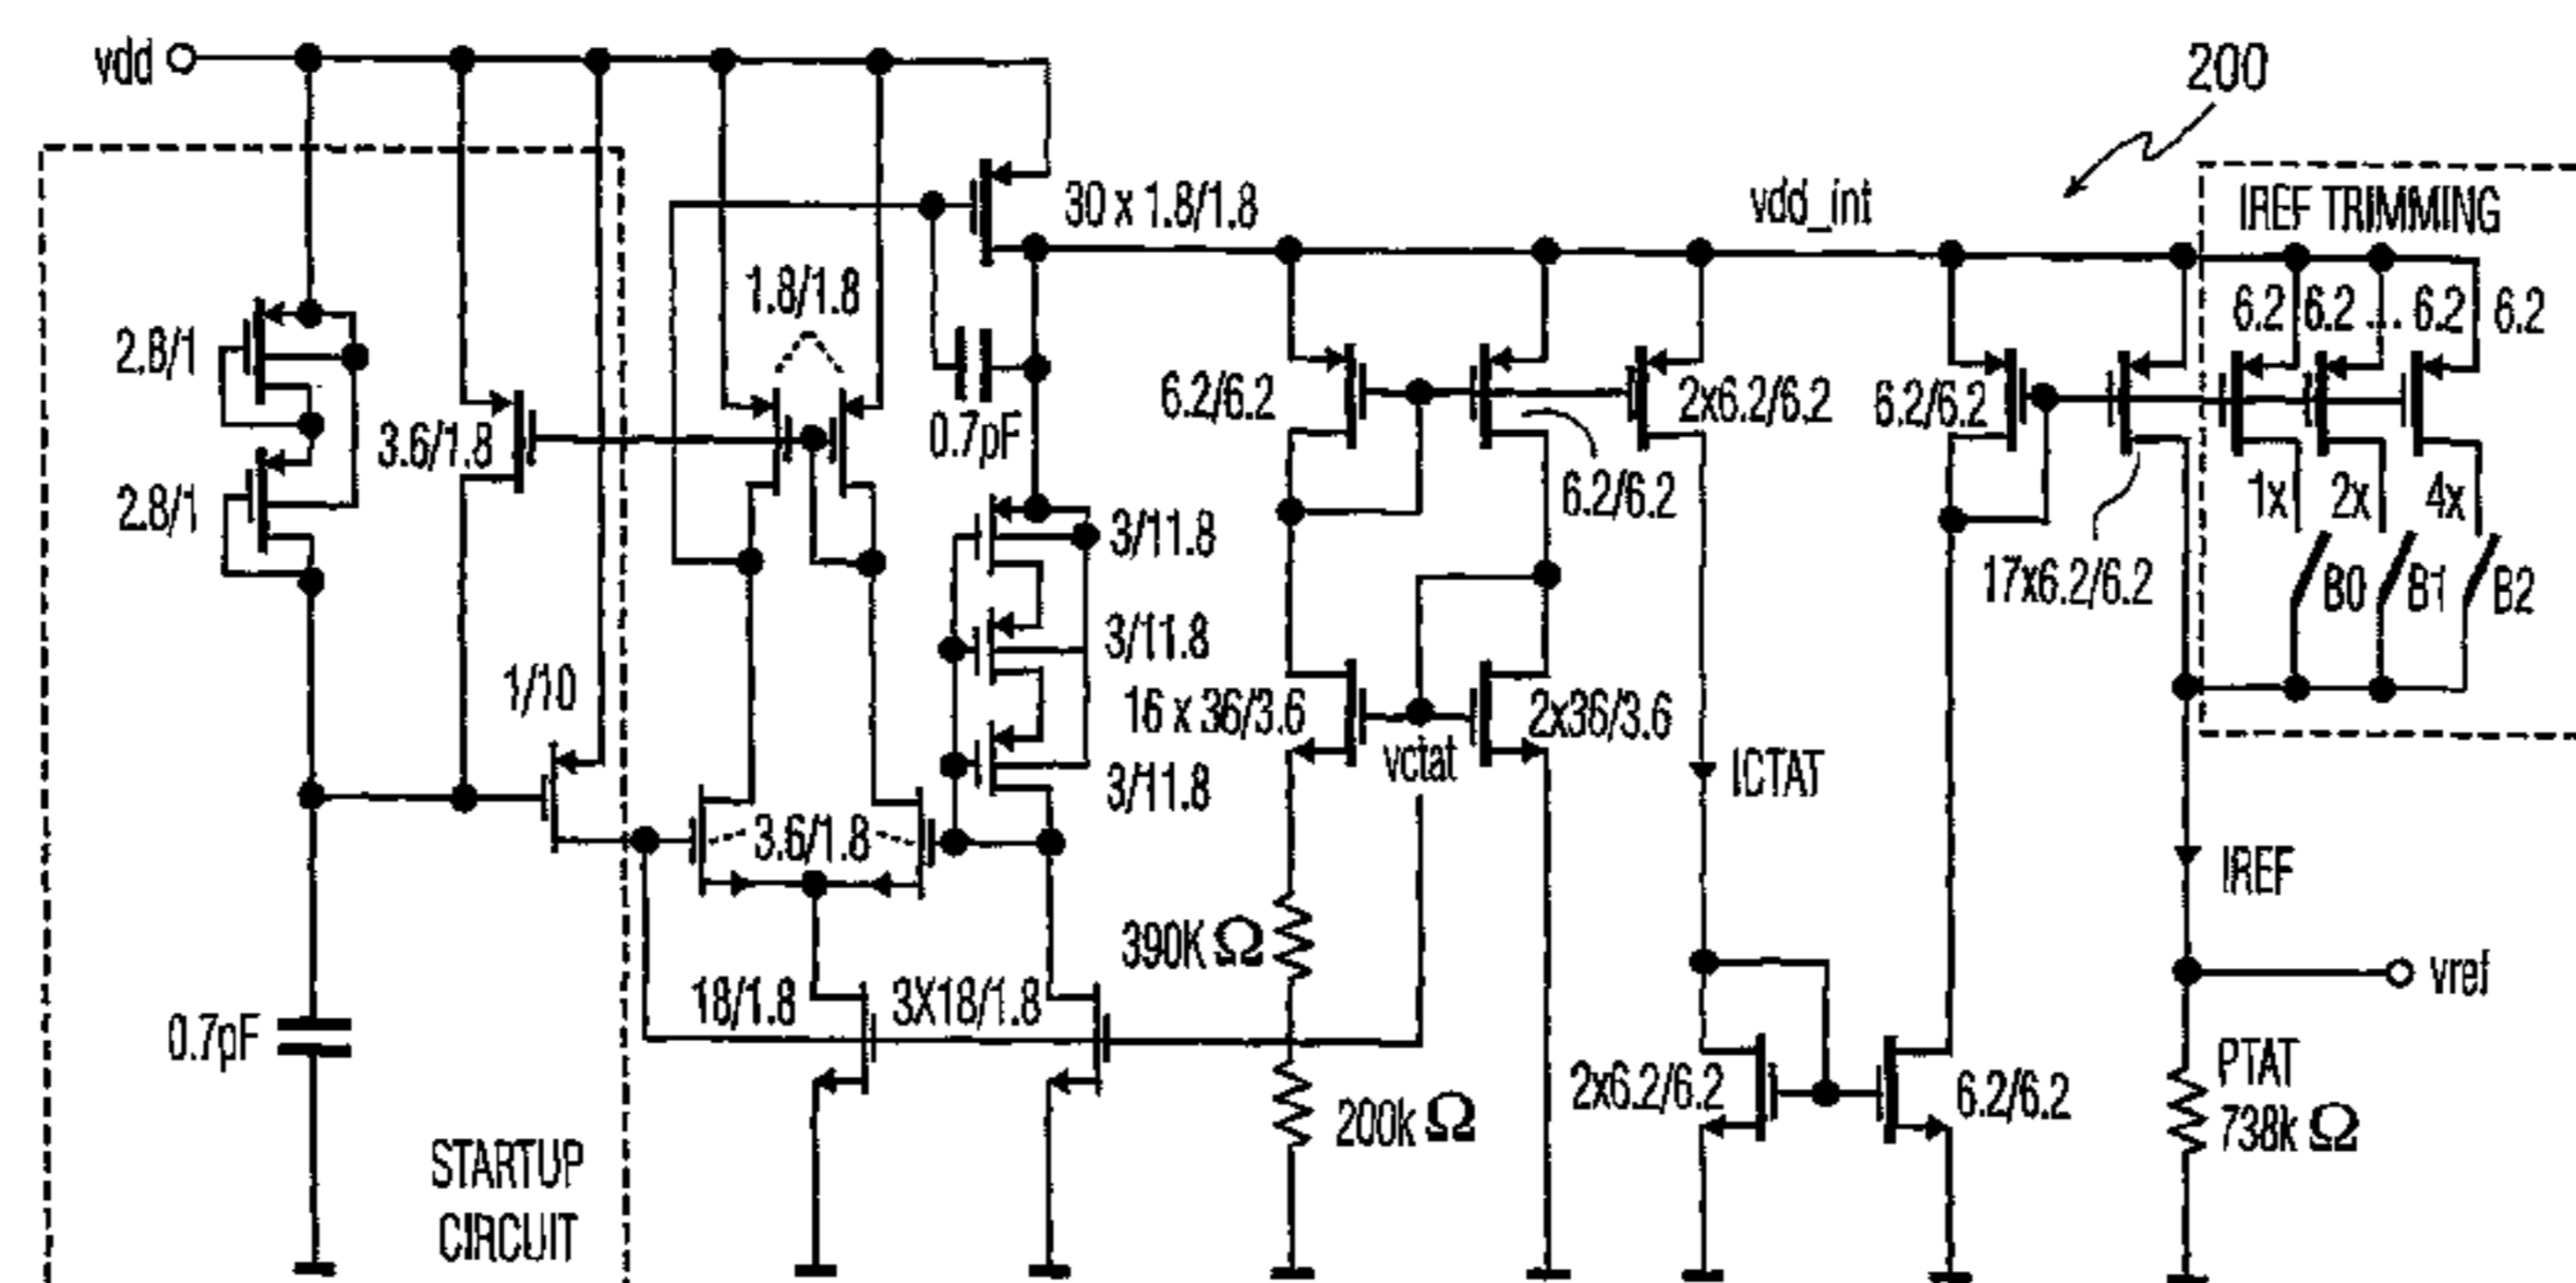 vdd
200
IREF TRIMMING
vdd_int
30 x 1.8/1.8
1.8/1.8
6.2
6.2
...
6.2
6.2
2.8/1
3.6/1.8
0.7pF
6.2/6.2
2x6.2/6.2
6.2/6.2
2.8/1
3/11.8
6.2/6.2
1x
2x
4x
17x6.2/6.2
B0
B1
B2
3/11.8
1/10
16 x 36/3.6
vctat
2x36/3.6
3/11.8
ICTAT
3.6/1.8
IREF
390K Ω
vref
18/1.8
3X18/1.8
0.7pF
200k Ω
2x6.2/6.2
6.2/6.2
PTAT
738k Ω
STARTUP
CIRCUIT